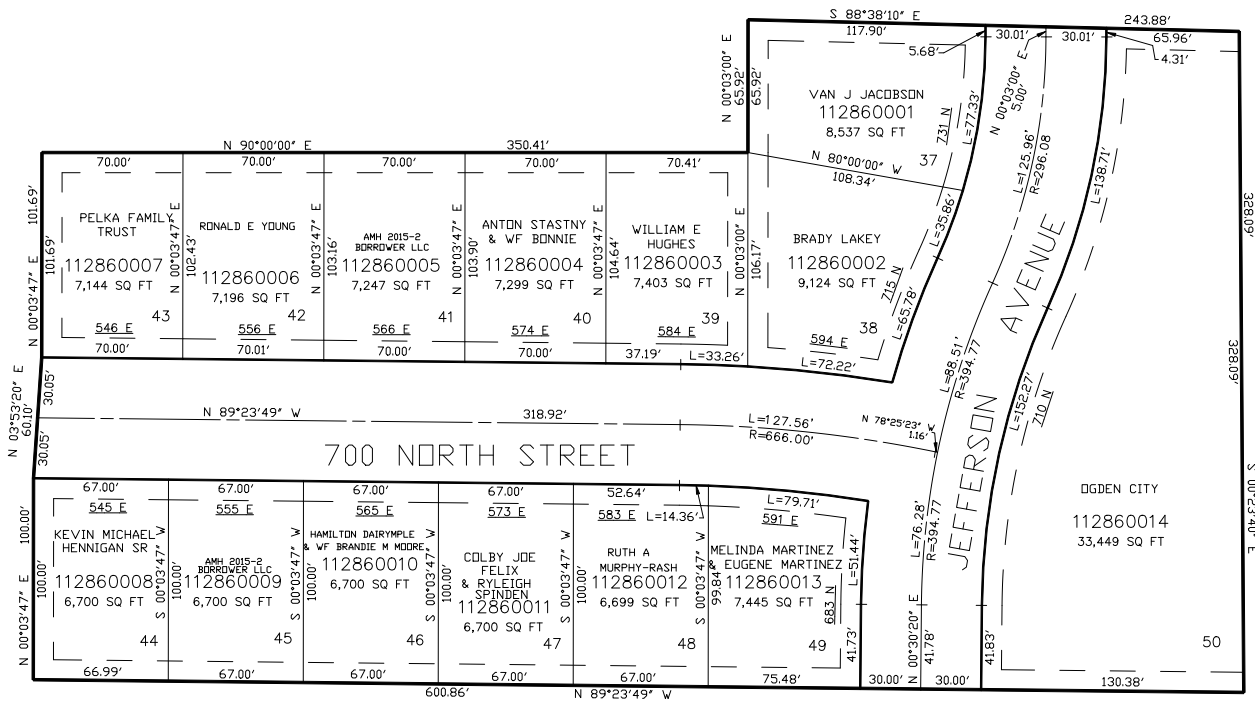 S 88°38'10" E
243.88'
117.90'
30.01'
30.01'
65.96'
5.68'
4.31'
N 00°03'00" E
65.92'
65.92'
N 00°03'00" E
5.00'
VAN J JACOBSON
112860001
8,537 SQ FT
731 N
37
L=77.33'
L=125.96'
R=296.08
L=138.71'
N 80°00'00" W
108.34'
N 90°00'00" E
350.41'
70.00'
70.00'
70.00'
70.00'
70.41'
N 00°03'47" E
101.69'
101.69'
PELKA FAMILY
TRUST
112860007
7,144 SQ FT
43
546 E
70.00'
N 00°03'47" E
102.43'
RONALD E YOUNG
112860006
7,196 SQ FT
42
556 E
70.01'
N 00°03'47" E
103.16'
AMH 2015-2
BORROWER LLC
112860005
7,247 SQ FT
41
566 E
70.00'
N 00°03'47" E
103.90'
ANTON STASTNY
& WF BONNIE
112860004
7,299 SQ FT
40
574 E
70.00'
N 00°03'47" E
104.64'
WILLIAM E
HUGHES
112860003
7,403 SQ FT
39
584 E
37.19'
L=33.26'
N 00°03'00" E
106.17'
BRADY LAKEY
112860002
9,124 SQ FT
715 N
38
594 E
L=72.22'
L=35.86'
L=65.78'
328.09'
328.09'
S 00°23'40" E
JEFFERSON AVENUE
L=88.51'
R=394.77
L=152.27'
710 N
N 03°53'20" E
60.10'
30.05'
30.05'
N 89°23'49" W
318.92'
L=127.56'
R=666.00'
N 78°25'23" W
1.16'
700 NORTH STREET
67.00'
67.00'
67.00'
67.00'
52.64'
L=14.36'
L=79.71'
N 00°03'47" E
100.00'
100.00'
545 E
KEVIN MICHAEL
HENNIGAN SR
112860008
6,700 SQ FT
44
66.99'
S 00°03'47" W
100.00'
555 E
AMH 2015-2
BORROWER LLC
112860009
6,700 SQ FT
45
67.00'
S 00°03'47" W
100.00'
565 E
HAMILTON DAIRYMPLE
& WF BRANDIE M MOORE
112860010
6,700 SQ FT
46
67.00'
S 00°03'47" W
100.00'
573 E
COLBY JOE
FELIX
& RYLEIGH
SPINDEN
112860011
6,700 SQ FT
47
67.00'
S 00°03'47" W
100.00'
583 E
RUTH A
MURPHY-RASH
112860012
6,699 SQ FT
48
67.00'
S 00°03'47" W
99.84'
591 E
MELINDA MARTINEZ
& EUGENE MARTINEZ
112860013
7,445 SQ FT
683 N
49
75.48'
L=51.44'
41.73'
L=76.28'
R=394.77
N 00°30'20" E
41.78'
41.83'
30.00'
30.00'
OGDEN CITY
112860014
33,449 SQ FT
50
130.38'
600.86'
N 89°23'49" W